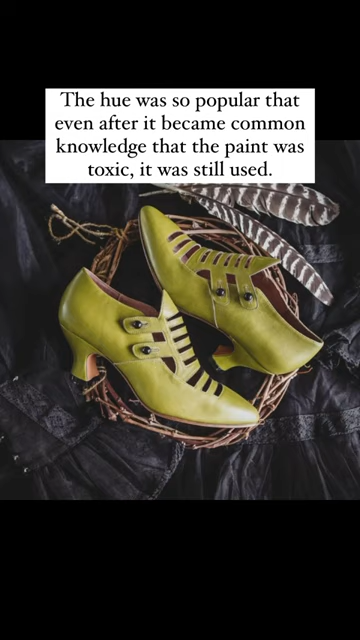 The hue was so popular that
even after it became common
knowledge that the paint was
toxic, it was still used.